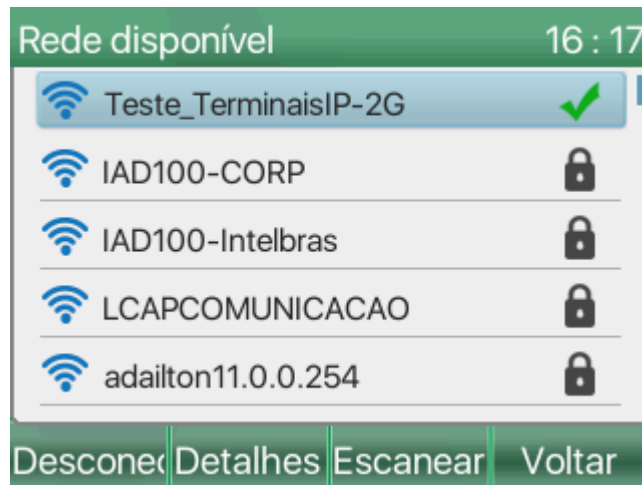 Rede disponível 16 : 17
Teste_TerminaisIP-2G
IAD100-CORP
IAD100-Intelbras
LCAPCOMUNICACAO
adailton11.0.0.254
Desconec Detalhes Escanear Voltar